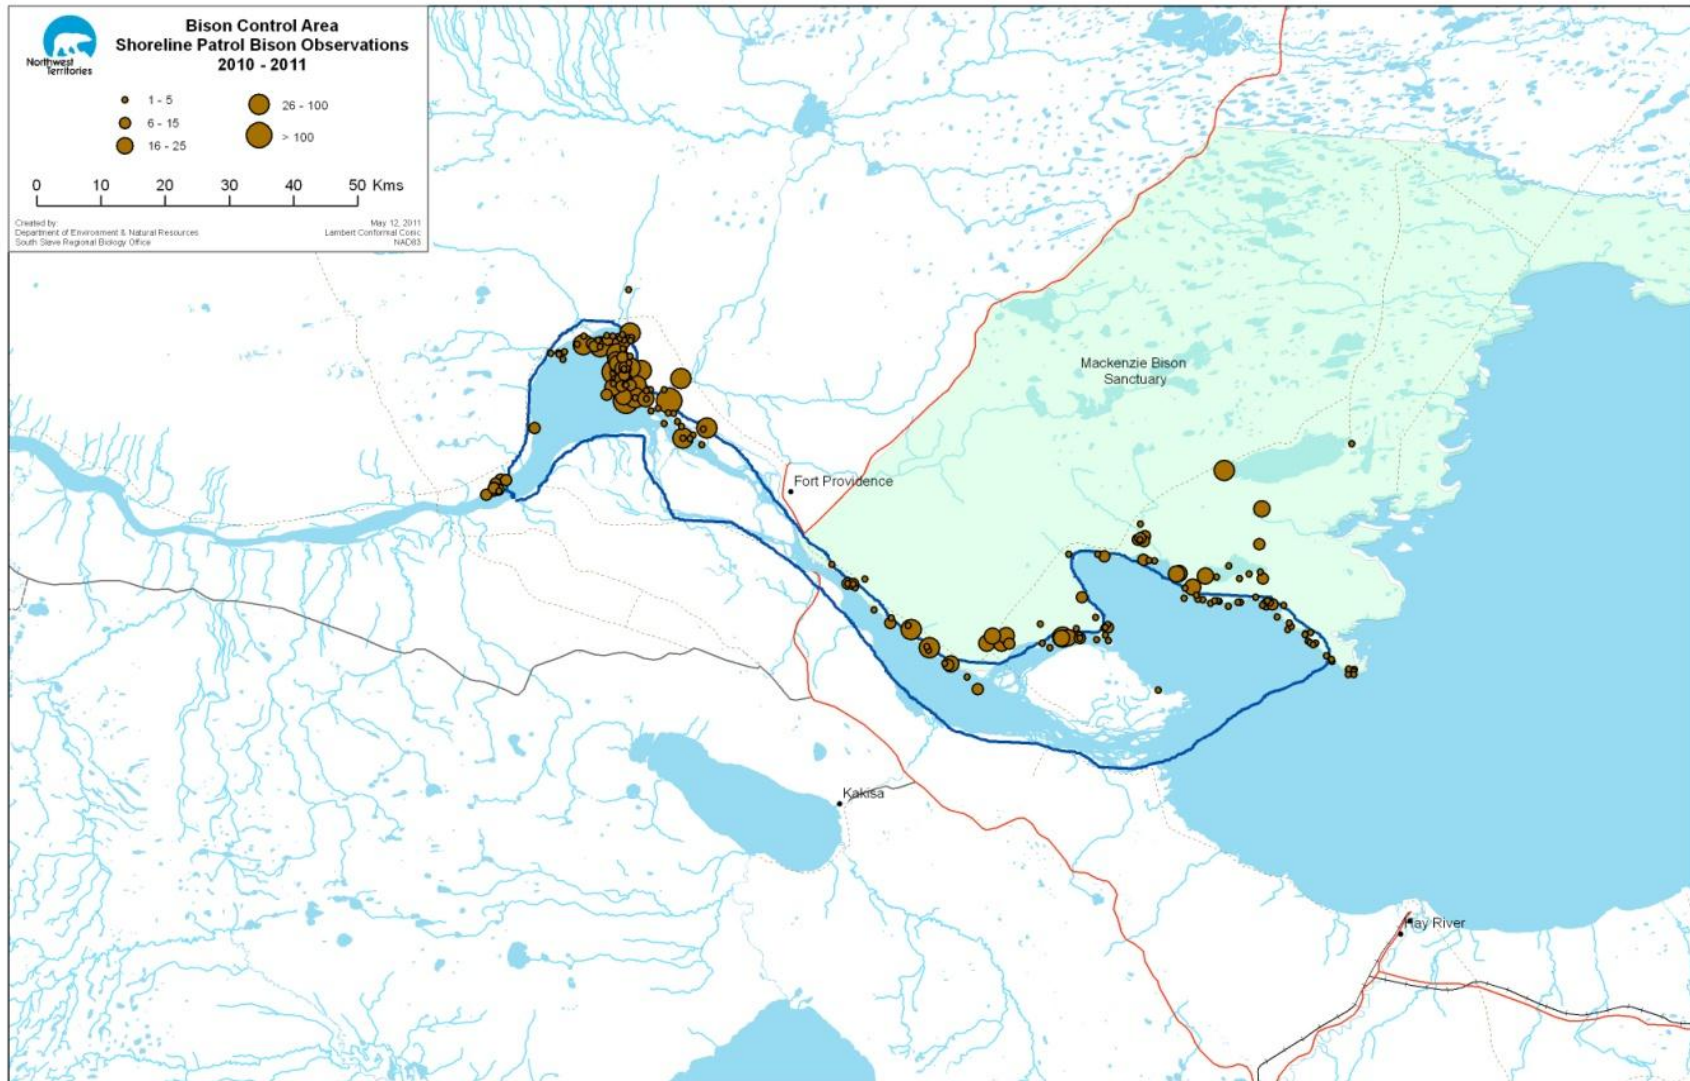 Bison Control Area
Shoreline Patrol Bison Observations
2010 - 2011
Northwest
Territories
1 - 5
6 - 15
16 - 25
26 - 100
> 100
0 10 20 30 40 50 Kms
Created by:
Department of Environment & Natural Resources
South Slave Regional Biology Office
May 12, 2011
Lambert Conformal Conic
NAD83
Mackenzie Bison
Sanctuary
Fort Providence
Kakisa
Hay River